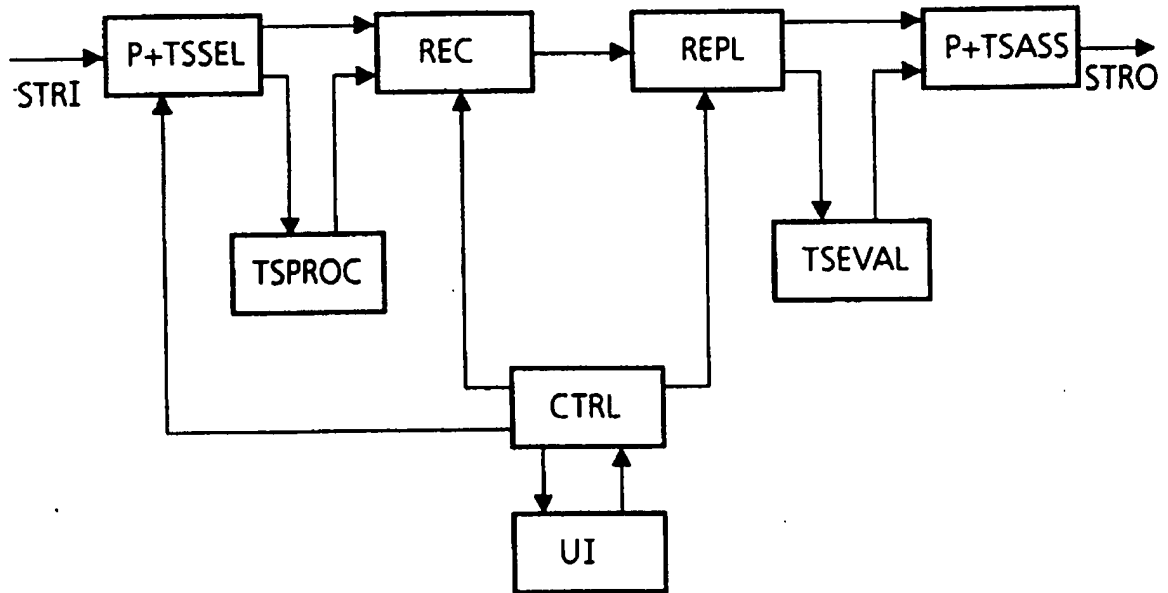 P+TSSEL
REC
REPL
P+TSASS
STRI
STRO
TSPROC
TSEVAL
CTRL
UI